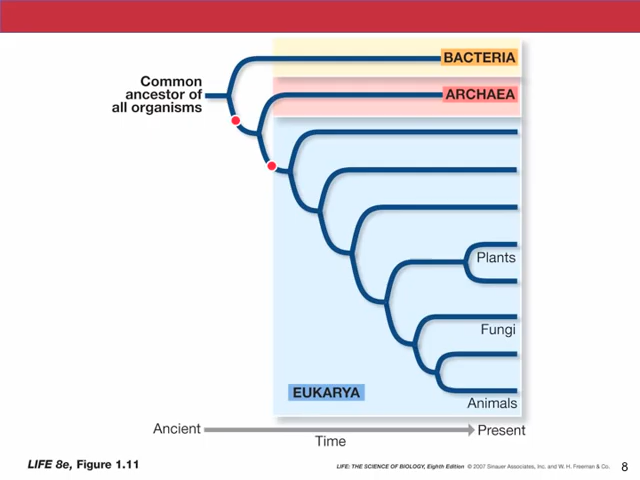 BACTERIA
Common
ancestor of
all organisms
ARCHAEA
Plants
Fungi
EUKARYA
Animals
Ancient
Present
Time
LIFE 8e, Figure 1.11
LIFE: THE SCIENCE OF BIOLOGY, Eighth Edition © 2007 Sinauer Associates, Inc. and W. H. Freeman & Co.
8